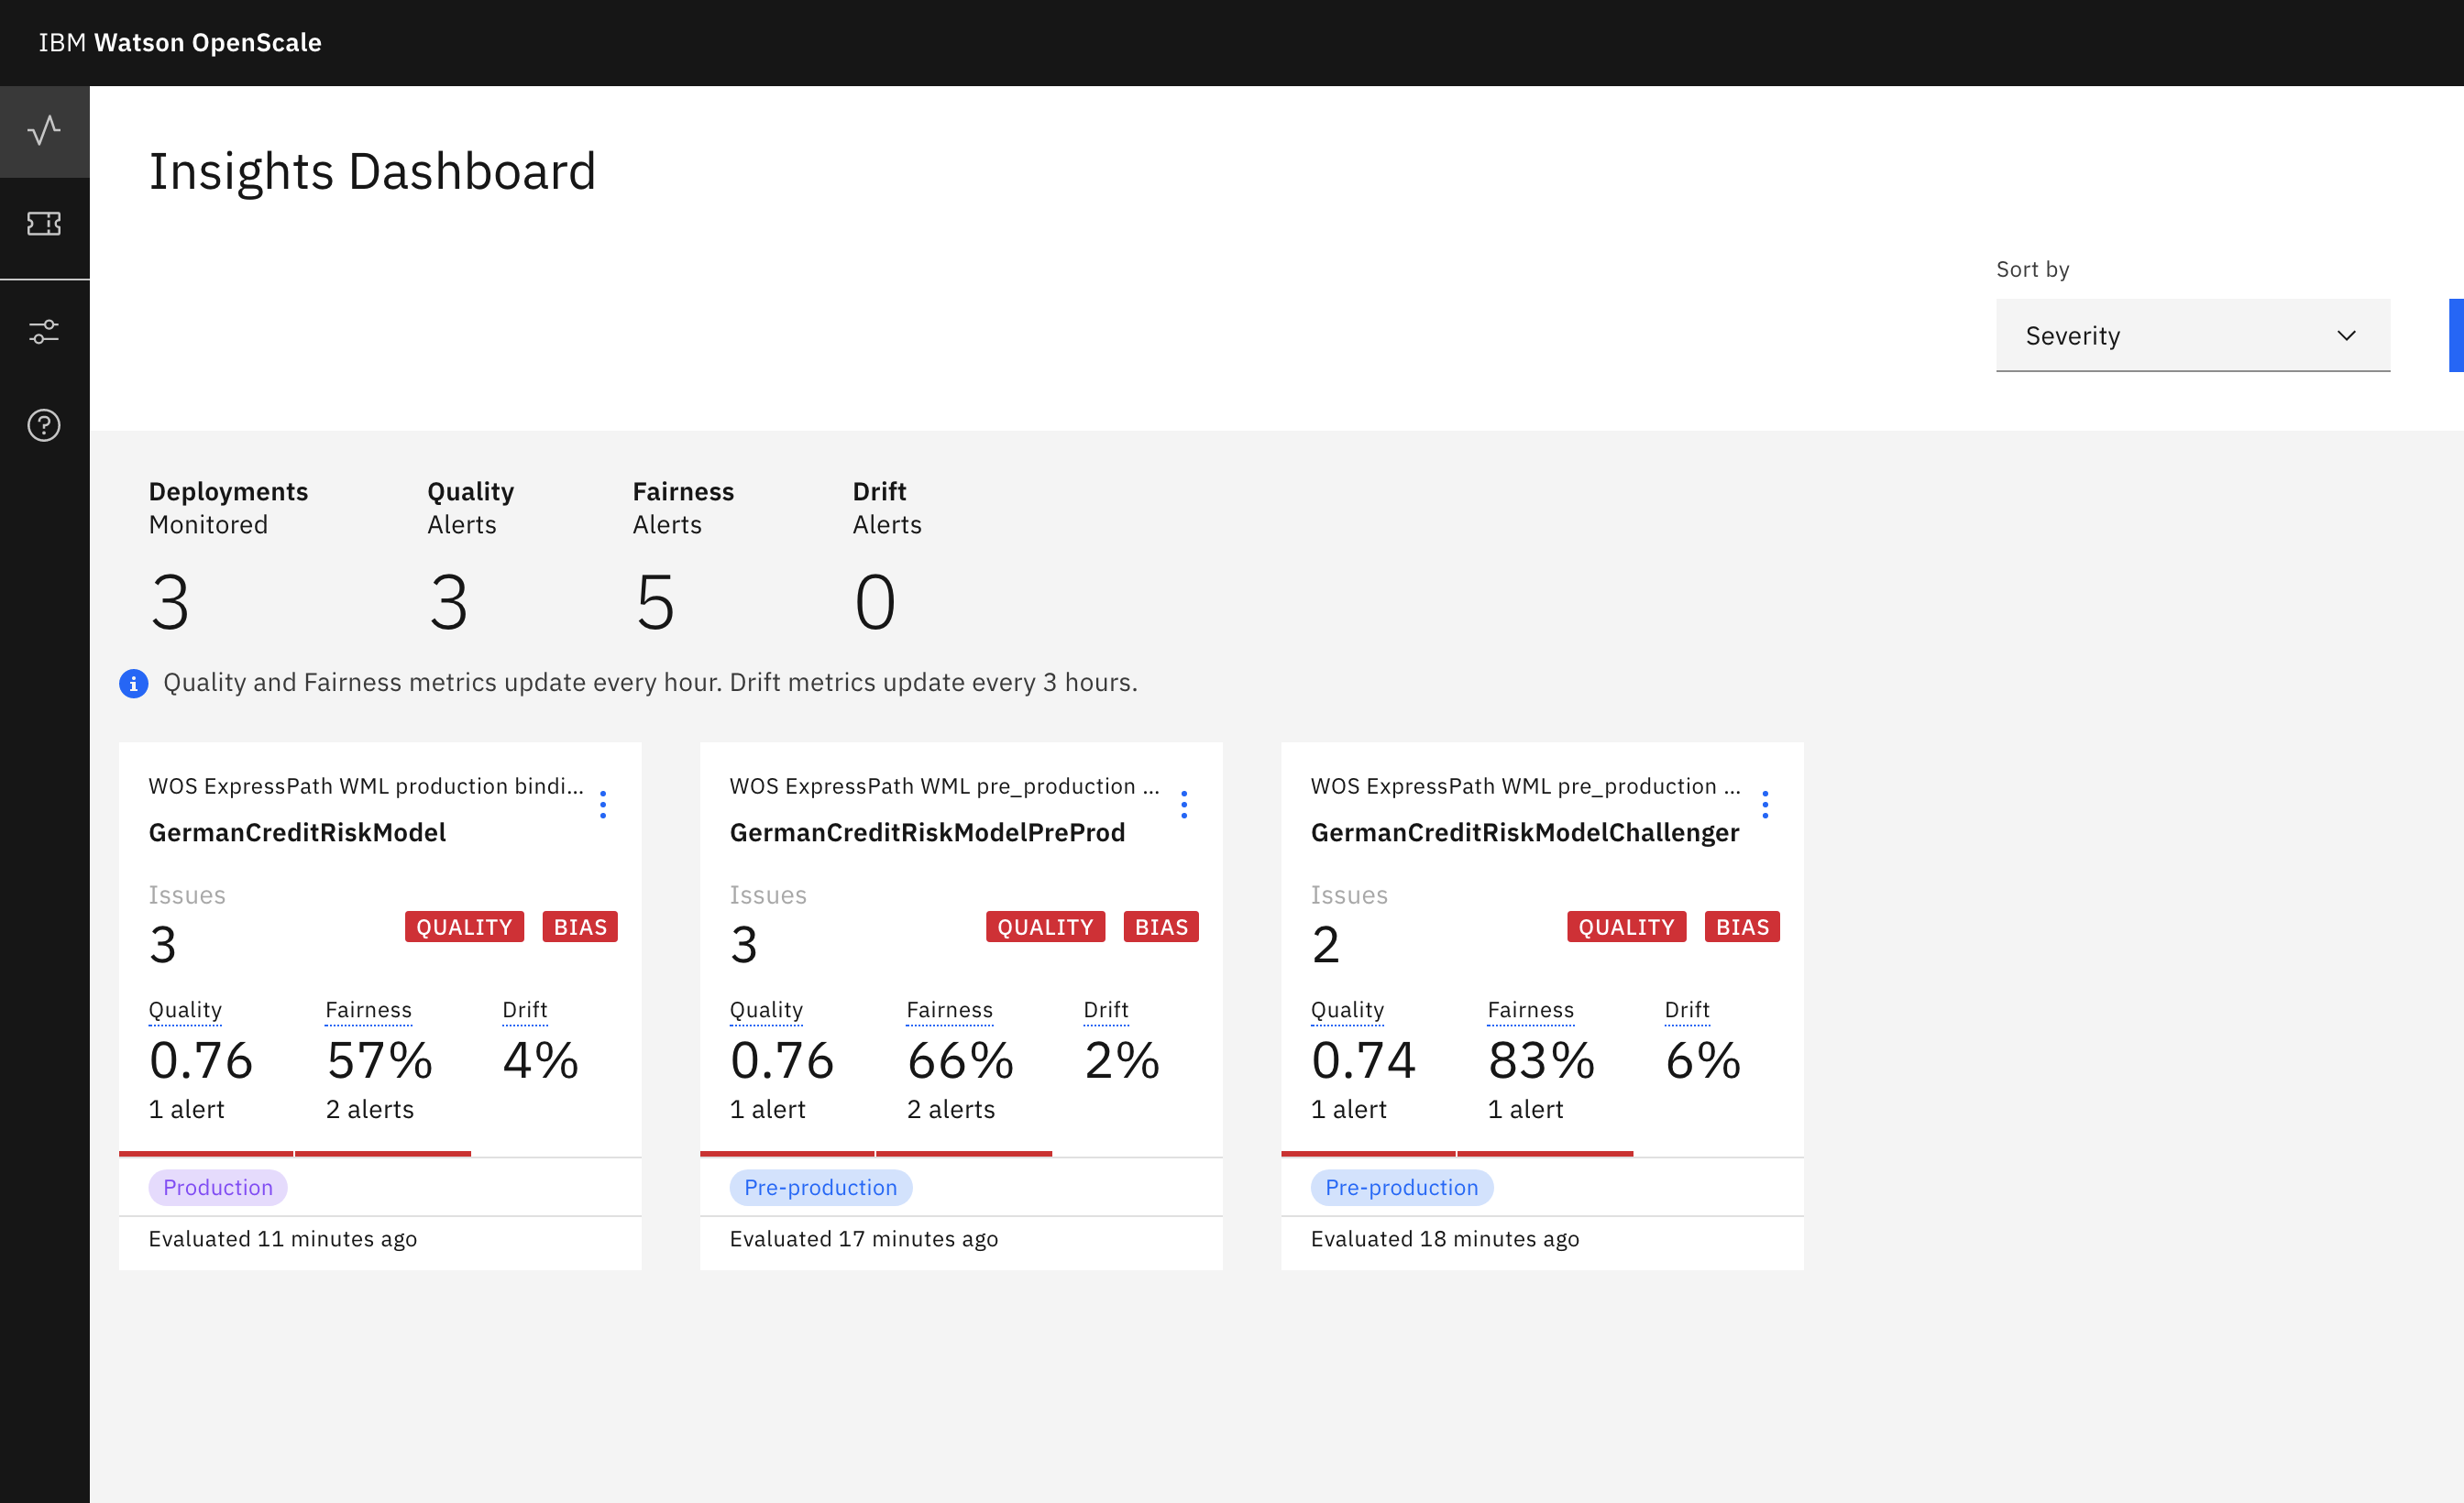 IBM Watson OpenScale
Insights Dashboard
Sort by
Severity
Deployments
Monitored
3
Quality
Alerts
3
Fairness
Alerts
5
Drift
Alerts
0
Quality and Fairness metrics update every hour. Drift metrics update every 3 hours.
WOS ExpressPath WML production bindi...
GermanCreditRiskModel
Issues
3
QUALITY BIAS
Quality Fairness Drift
0.76 57% 4%
1 alert 2 alerts
Production
Evaluated 11 minutes ago
WOS ExpressPath WML pre_production ...
GermanCreditRiskModelPreProd
Issues
3
QUALITY BIAS
Quality Fairness Drift
0.76 66% 2%
1 alert 2 alerts
Pre-production
Evaluated 17 minutes ago
WOS ExpressPath WML pre_production ...
GermanCreditRiskModelChallenger
Issues
2
QUALITY BIAS
Quality Fairness Drift
0.74 83% 6%
1 alert 1 alert
Pre-production
Evaluated 18 minutes ago